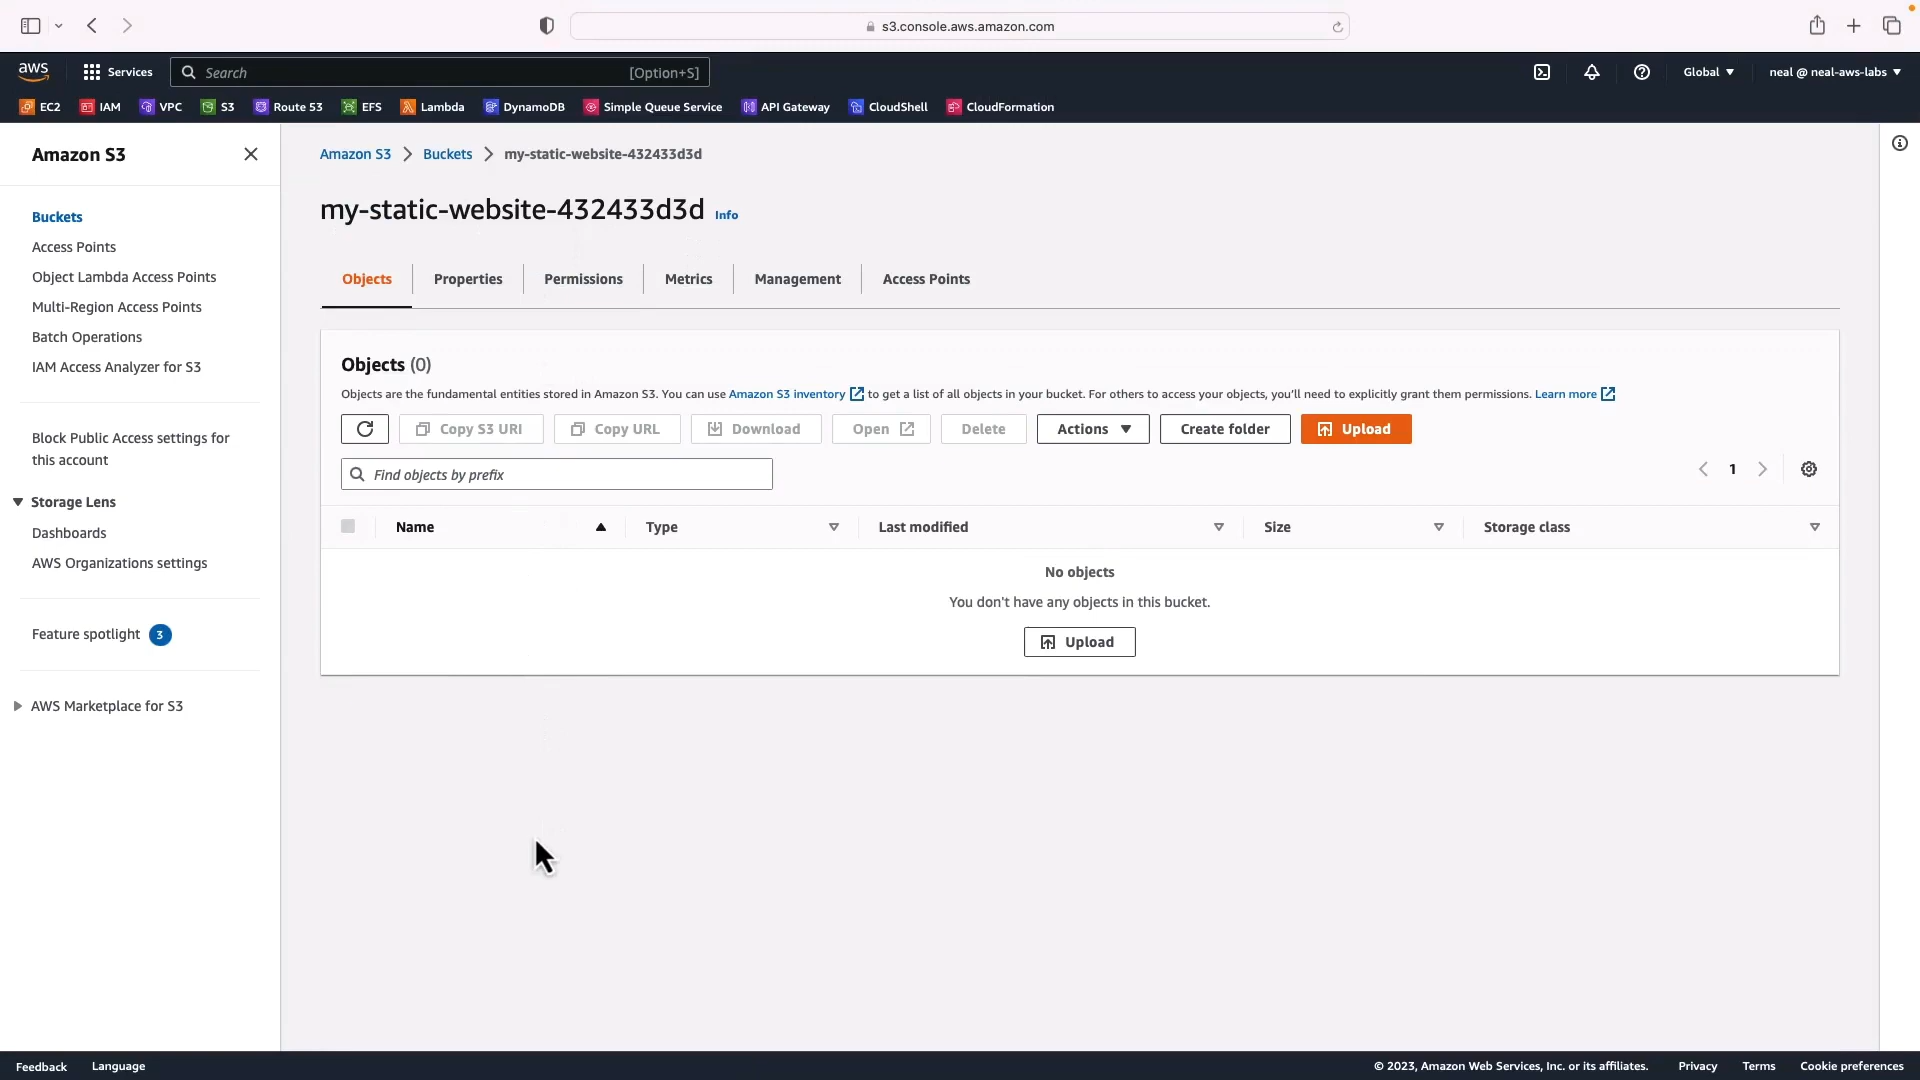 s3.console.aws.amazon.com
aws
Services
Search
[Option+S]
Global
neal @ neal-aws-labs
EC2
IAM
VPC
S3
Route 53
EFS
Lambda
DynamoDB
Simple Queue Service
API Gateway
CloudShell
CloudFormation
Amazon S3
Buckets
Access Points
Object Lambda Access Points
Multi-Region Access Points
Batch Operations
IAM Access Analyzer for S3
Block Public Access settings for
this account
Storage Lens
Dashboards
AWS Organizations settings
Feature spotlight 3
AWS Marketplace for S3
Amazon S3 > Buckets > my-static-website-432433d3d
my-static-website-432433d3d Info
Objects
Properties
Permissions
Metrics
Management
Access Points
Objects (0)
Objects are the fundamental entities stored in Amazon S3. You can use Amazon S3 inventory to get a list of all objects in your bucket. For others to access your objects, you'll need to explicitly grant them permissions. Learn more
Copy S3 URI
Copy URL
Download
Open
Delete
Actions
Create folder
Upload
Find objects by prefix
1
Name
Type
Last modified
Size
Storage class
No objects
You don't have any objects in this bucket.
Upload
Feedback
Language
© 2023, Amazon Web Services, Inc. or its affiliates.
Privacy
Terms
Cookie preferences